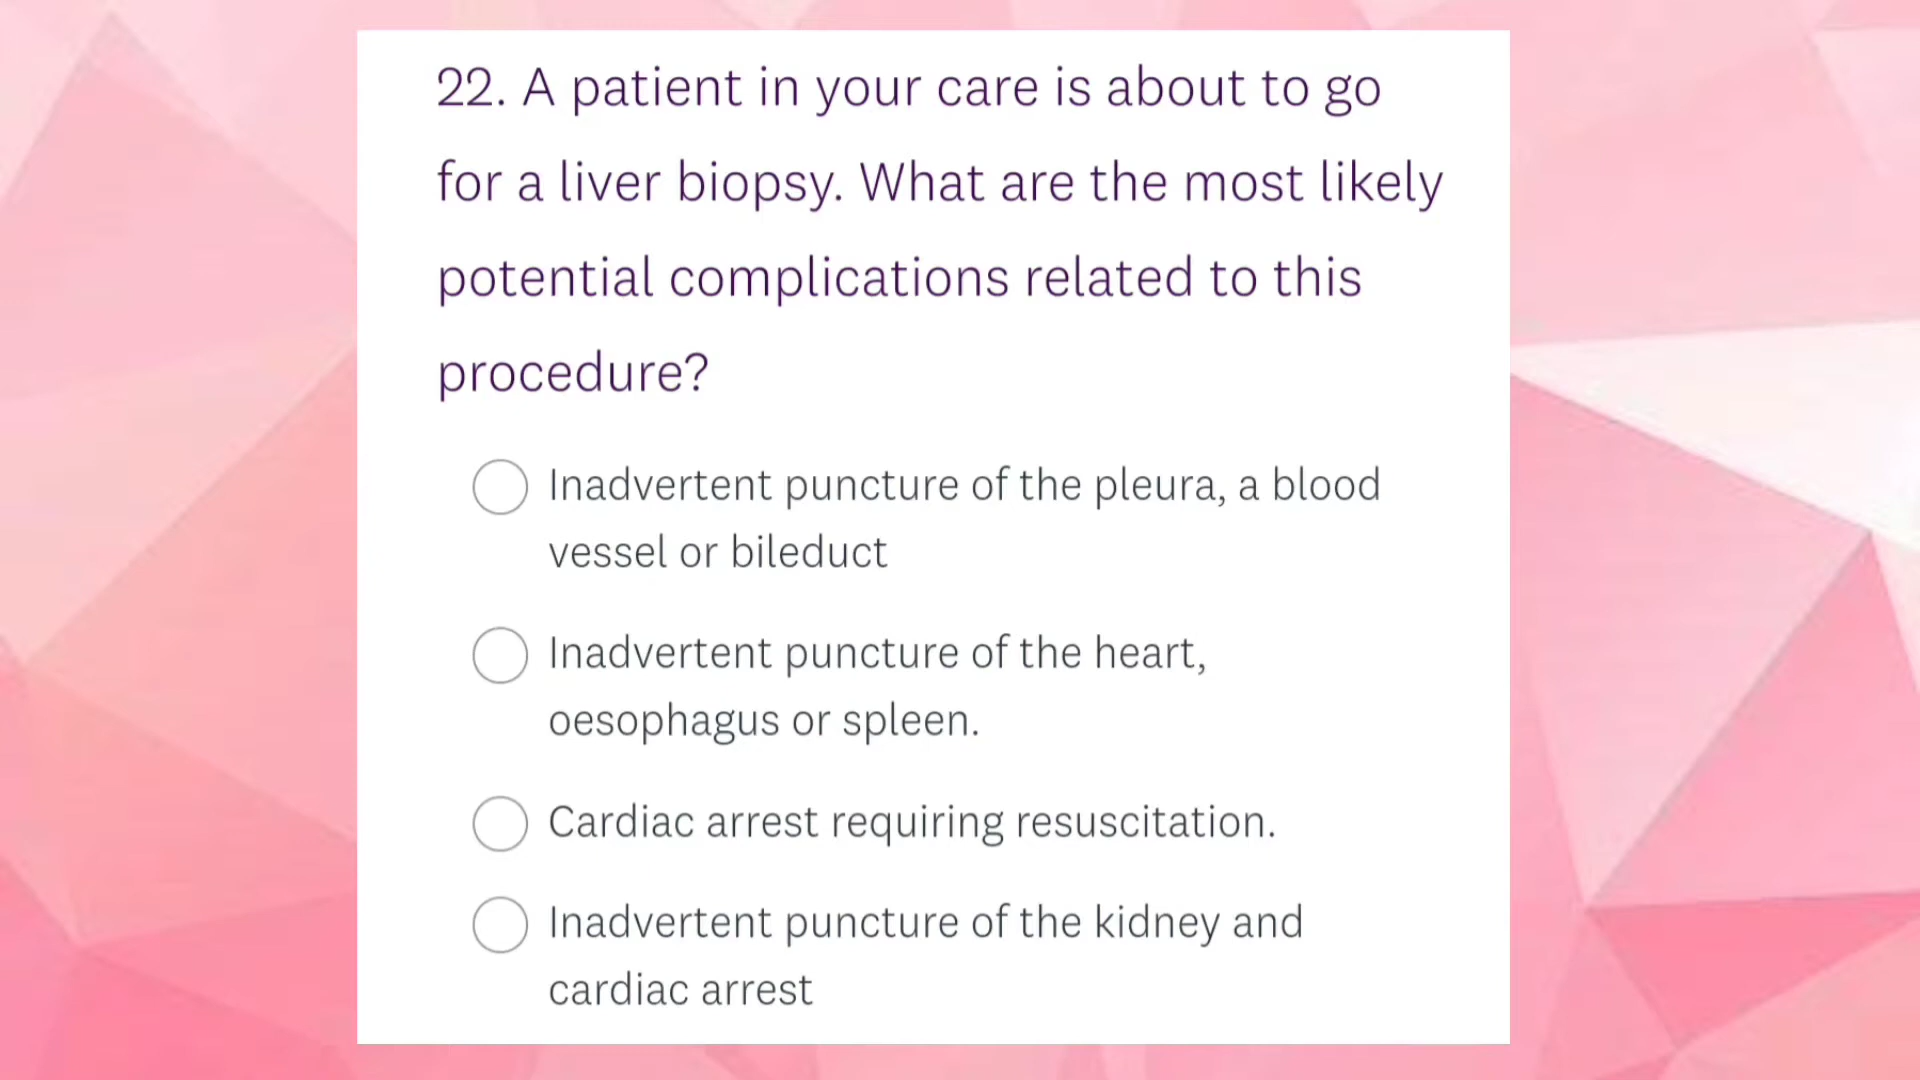 22. A patient in your care is about to go
for a liver biopsy. What are the most likely
potential complications related to this
procedure?
Inadvertent puncture of the pleura, a blood
vessel or bileduct
Inadvertent puncture of the heart,
oesophagus or spleen.
Cardiac arrest requiring resuscitation.
Inadvertent puncture of the kidney and
cardiac arrest